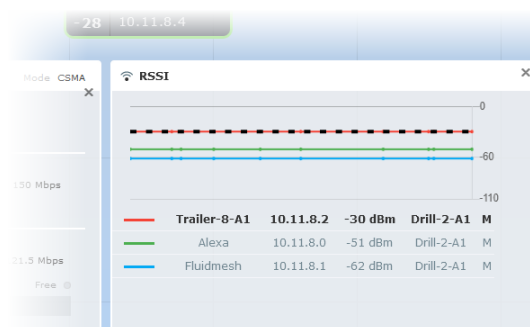 -28 10.11.8.4
Mode CSMA
150 Mbps
21.5 Mbps
Free
RSSI
0
-60
-110
Trailer-8-A1 10.11.8.2 -30 dBm Drill-2-A1 M
Alexa 10.11.8.0 -51 dBm Drill-2-A1 M
Fluidmesh 10.11.8.1 -62 dBm Drill-2-A1 M